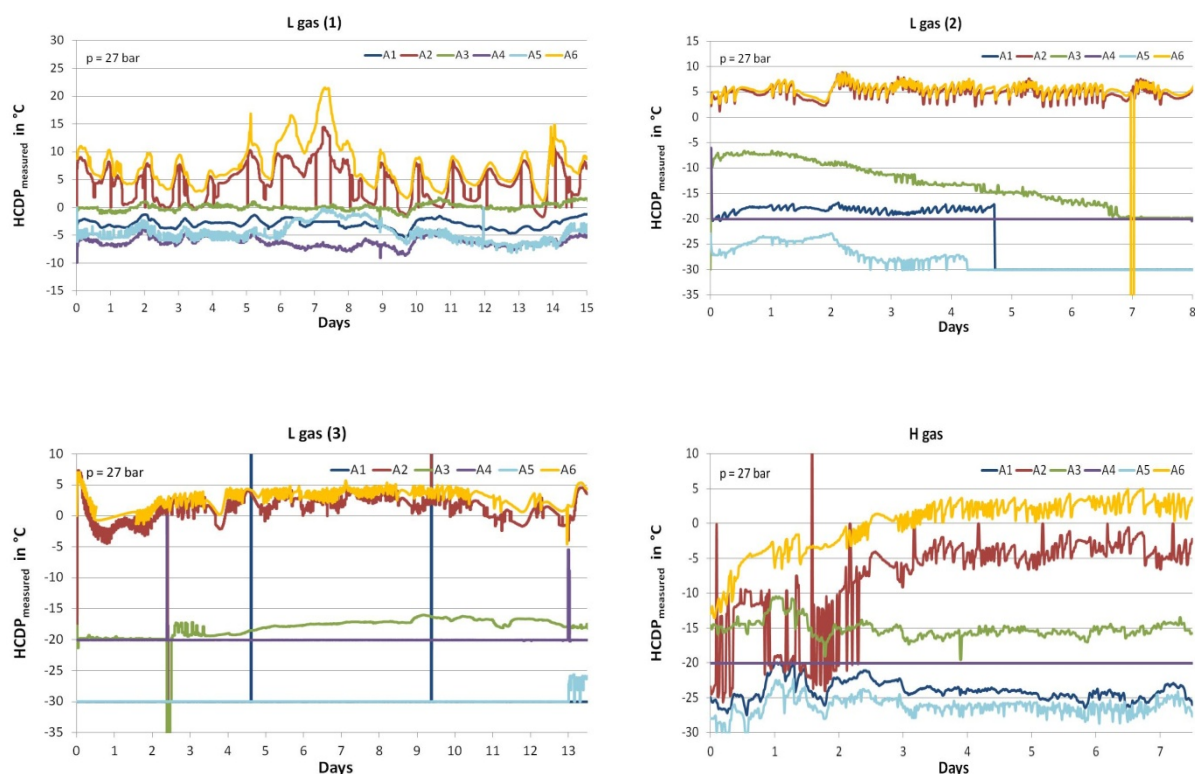 L gas (1)
p = 27 bar
A1 A2 A3 A4 A5 A6
HCDPmeasured in °C
30
25
20
15
10
5
0
-5
-10
-15
0 1 2 3 4 5 6 7 8 9 10 11 12 13 14 15
Days
L gas (2)
p = 27 bar
A1 A2 A3 A4 A5 A6
HCDPmeasured in °C
15
10
5
0
-5
-10
-15
-20
-25
-30
-35
0 1 2 3 4 5 6 7 8
Days
L gas (3)
p = 27 bar
A1 A2 A3 A4 A5 A6
HCDPmeasured in °C
10
5
0
-5
-10
-15
-20
-25
-30
-35
0 1 2 3 4 5 6 7 8 9 10 11 12 13
Days
H gas
p = 27 bar
A1 A2 A3 A4 A5 A6
HCDPmeasured in °C
10
5
0
-5
-10
-15
-20
-25
-30
0 1 2 3 4 5 6 7
Days